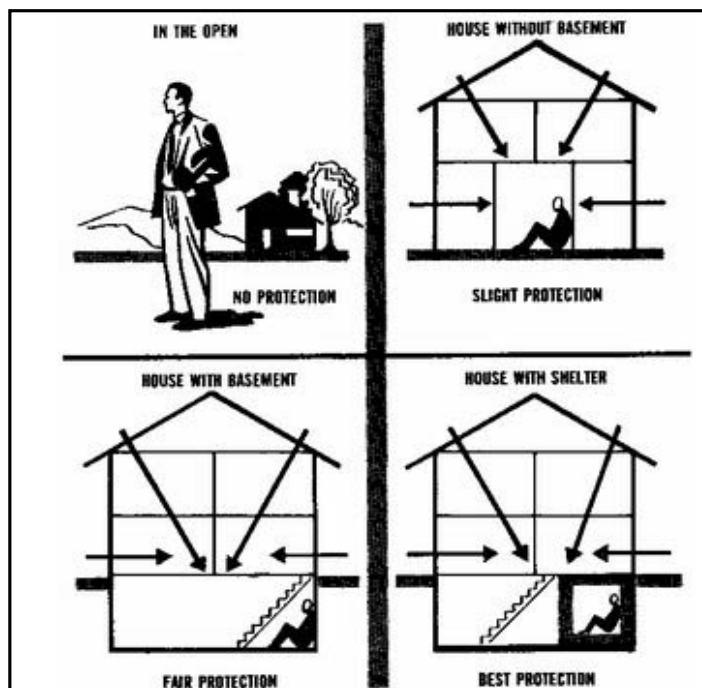 IN THE OPEN
NO PROTECTION
HOUSE WITHOUT BASEMENT
SLIGHT PROTECTION
HOUSE WITH BASEMENT
FAIR PROTECTION
HOUSE WITH SHELTER
BEST PROTECTION